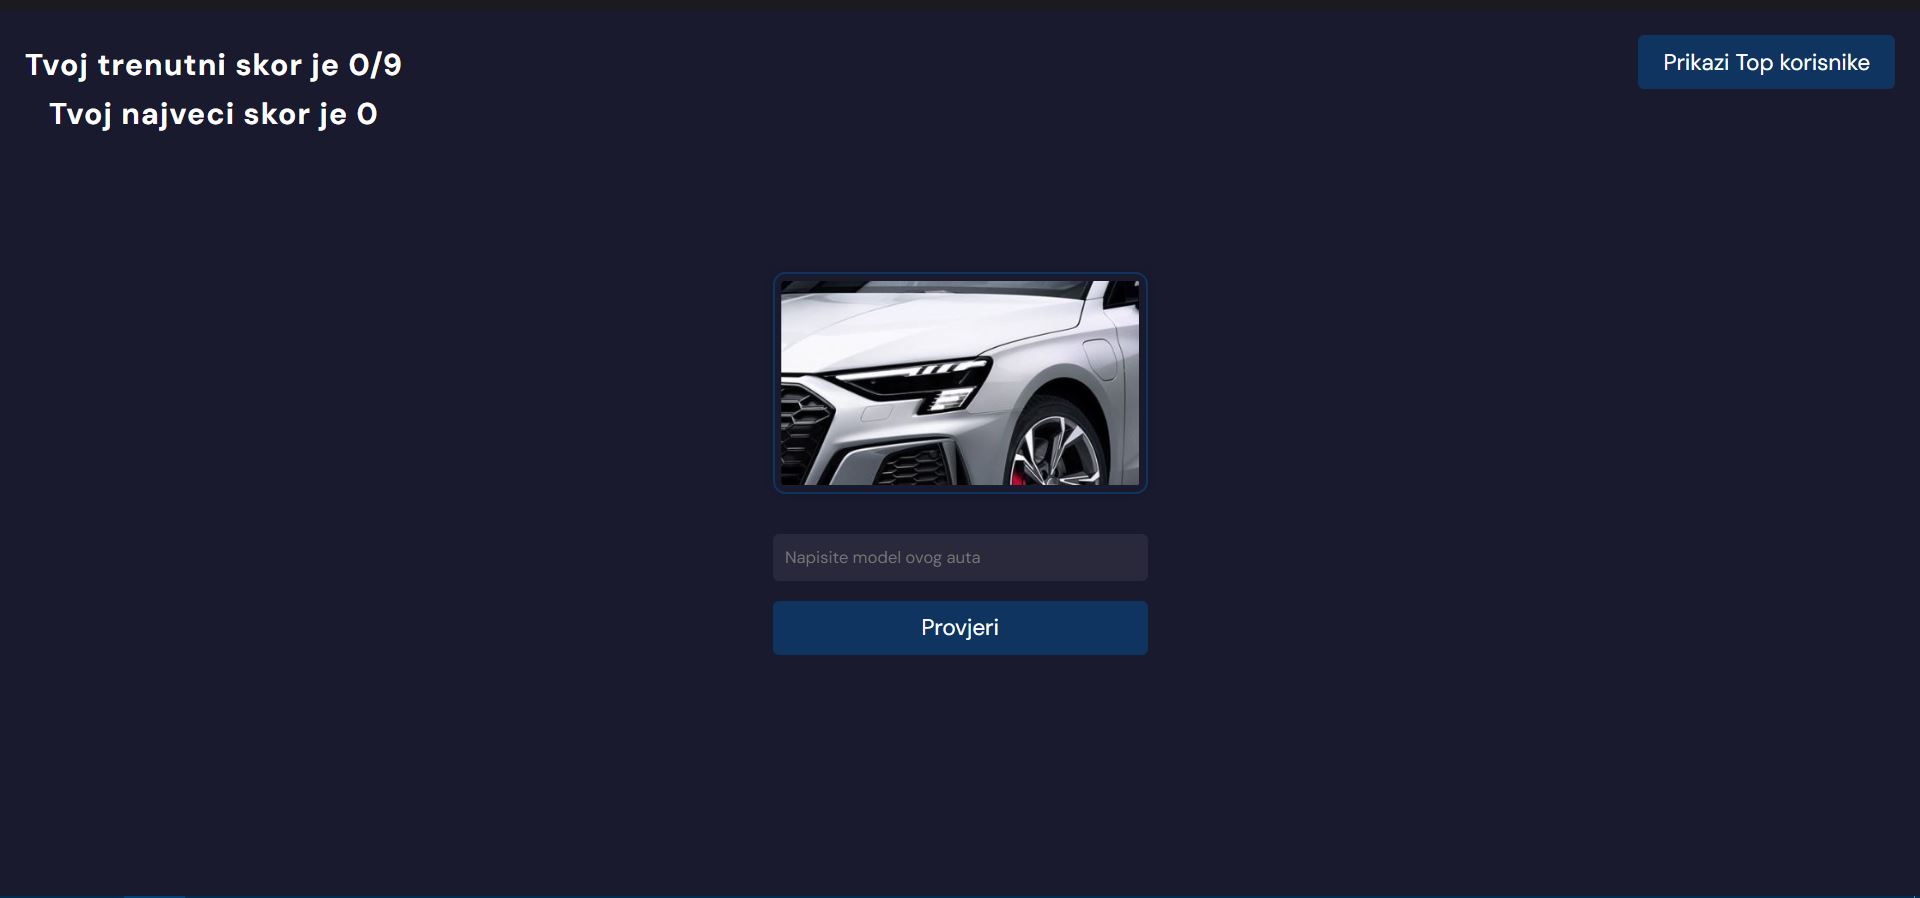 Tvoj trenutni skor je 0/9
Tvoj najveci skor je 0
Prikazi Top korisnike
Napisite model ovog auta
Provjeri